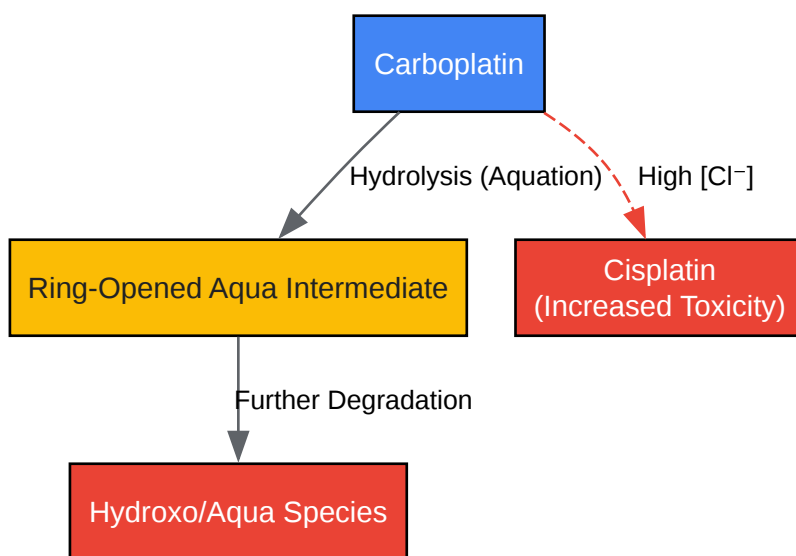 Carboplatin
Hydrolysis (Aquation)
High [Cl⁻]
Ring-Opened Aqua Intermediate
Cisplatin
(Increased Toxicity)
Further Degradation
Hydroxo/Aqua Species